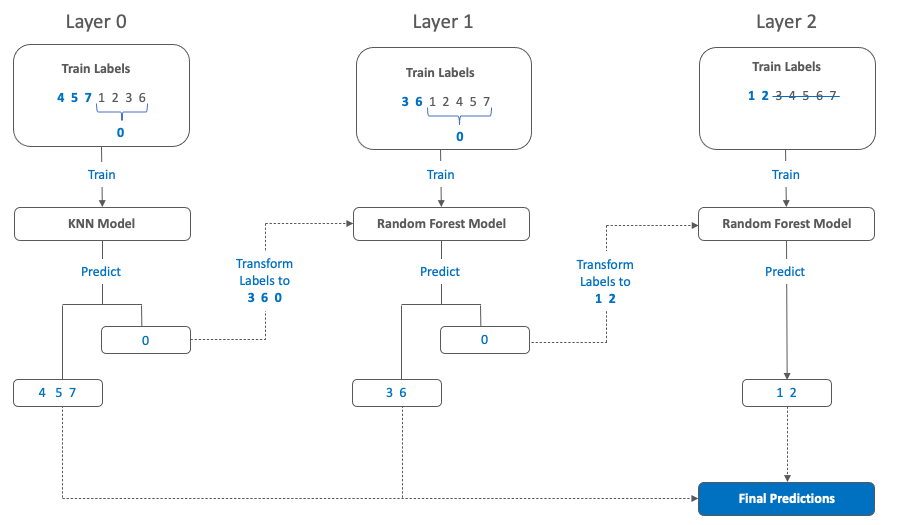 Layer 0
Layer 1
Layer 2
Train Labels
4 5 7 1 2 3 6
0
Train Labels
3 6 1 2 4 5 7
0
Train Labels
1 2 3 4 5 6 7
Train
Train
Train
KNN Model
Random Forest Model
Random Forest Model
Predict
Predict
Predict
Transform
Labels to
3 6 0
Transform
Labels to
1 2
0
0
4 5 7
3 6
1 2
Final Predictions